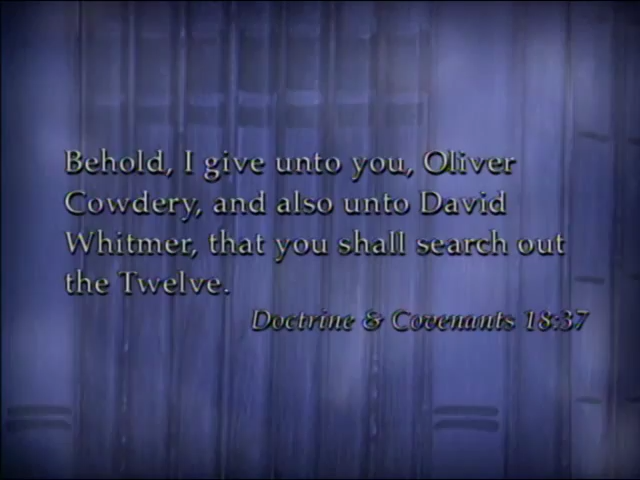 Behold, I give unto you, Oliver
Cowdery, and also unto David
Whitmer, that you shall search out
the Twelve.
Doctrine & Covenants 18:37